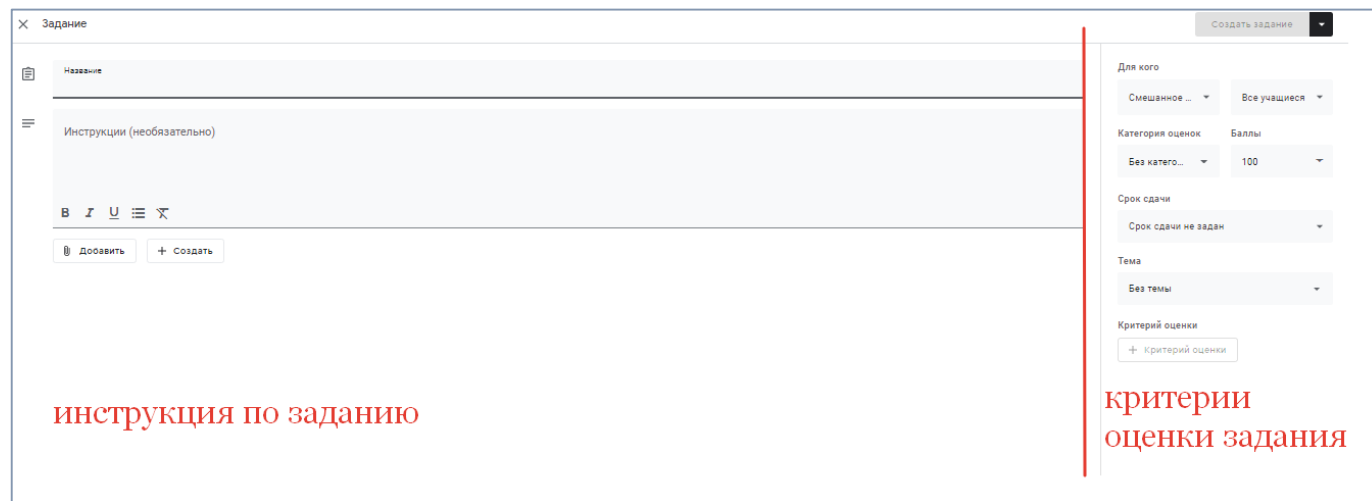 Задание
Создать задание
Название
Инструкции (необязательно)
B I U
Добавить + Создать
Для кого
Смешанное ... Все учащиеся
Категория оценок Баллы
Без катего... 100
Срок сдачи
Срок сдачи не задан
Тема
Без темы
Критерий оценки
+ Критерий оценки
инструкция по заданию
критерии
оценки задания